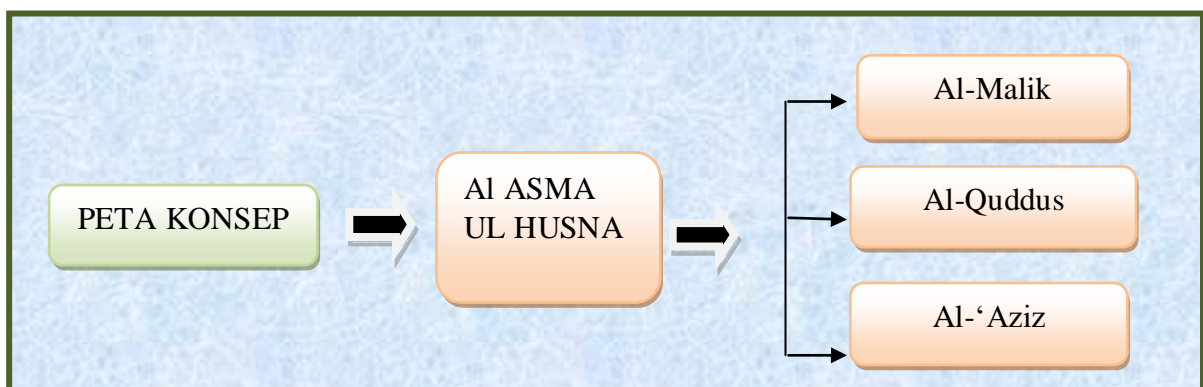 PETA KONSEP
Al ASMA
UL HUSNA
Al-Malik
Al-Quddus
Al-‘Aziz